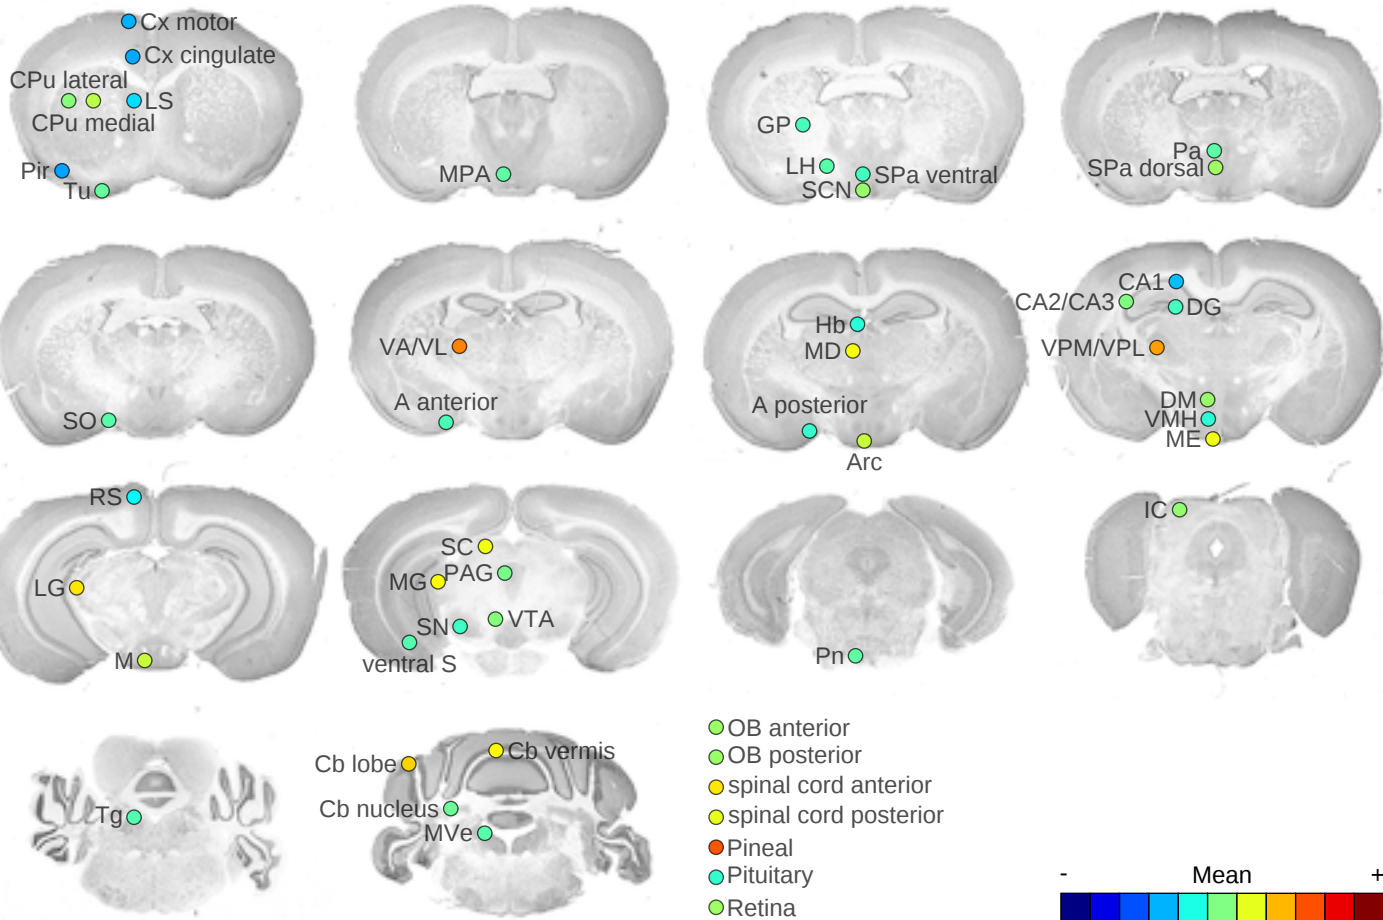 Cx motor
Cx cingulate
CPu lateral
LS
CPu medial
Pir
Tu
MPA
GP
LH
SPa ventral
SCN
Pa
SPa dorsal
SO
VA/VL
A anterior
Hb
MD
A posterior
Arc
CA1
CA2/CA3
DG
VPM/VPL
DM
VMH
ME
RS
LG
M
SC
PAG
MG
VTA
SN
ventral S
Pn
IC
Tg
Cb vermis
Cb lobe
Cb nucleus
MVe
OB anterior
OB posterior
spinal cord anterior
spinal cord posterior
Pineal
Pituitary
Retina
- Mean +